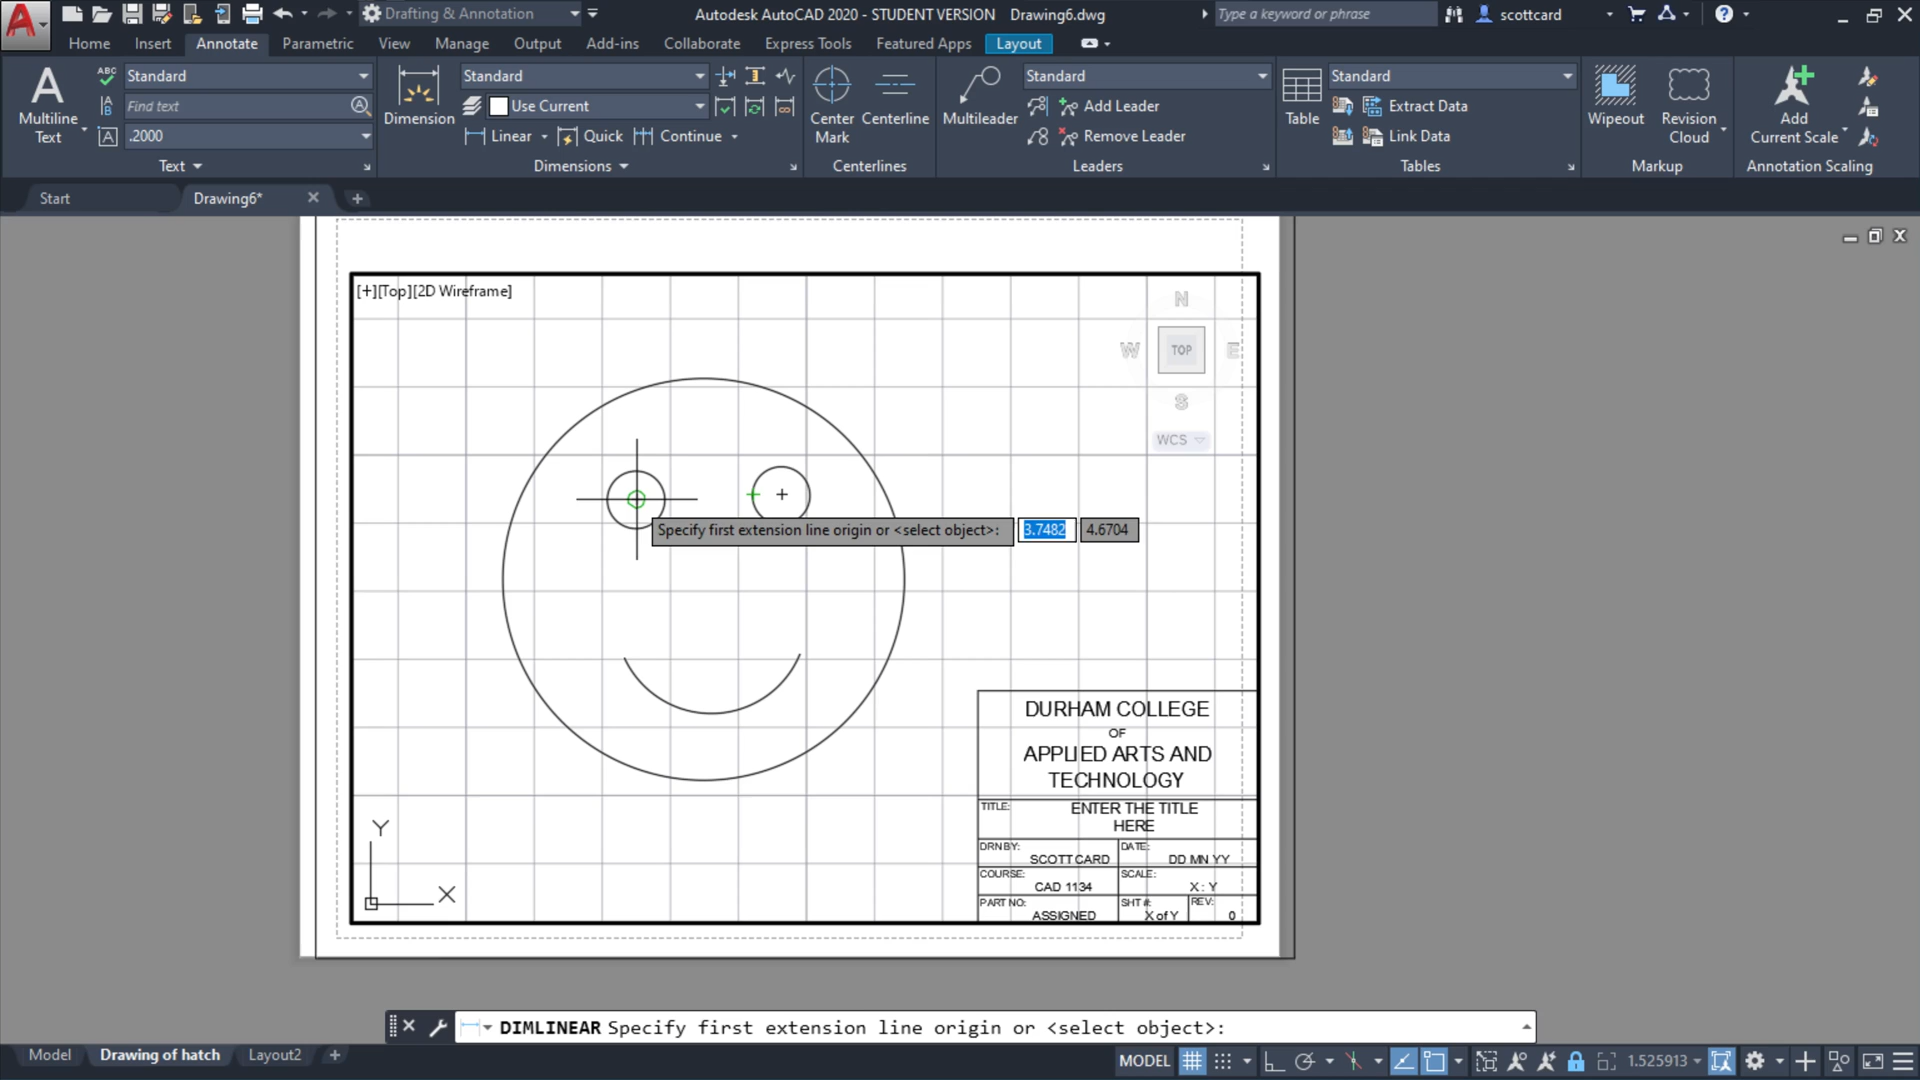 Drafting & Annotation
Autodesk AutoCAD 2020 - STUDENT VERSION Drawing6.dwg
Type a keyword or phrase
scottcard
Home Insert Annotate Parametric View Manage Output Add-ins Collaborate Express Tools Featured Apps Layout
Multiline
Text
ABC
Standard
Find text
.2000
Text
Dimension
Standard
Use Current
Linear Quick Continue
Dimensions
Center
Mark
Centerline
Centerlines
Multileader
Standard
Add Leader
Remove Leader
Leaders
Table
Standard
Extract Data
Link Data
Tables
Wipeout
Revision
Cloud
Markup
Add
Current Scale
Annotation Scaling
Start
Drawing6*
[+][Top][2D Wireframe]
N
W TOP E
S
WCS
Specify first extension line origin or <select object>: 3.7482 4.6704
DURHAM COLLEGE
OF
APPLIED ARTS AND
TECHNOLOGY
TITLE: ENTER THE TITLE
HERE
DRN BY: SCOTT CARD
DATE: DD MN YY
COURSE: CAD 1134
SCALE: X : Y
PART NO: ASSIGNED
SHT #: X of Y
REV: 0
Y
X
DIMLINEAR Specify first extension line origin or <select object>:
Model Drawing of hatch Layout2
MODEL
1.525913